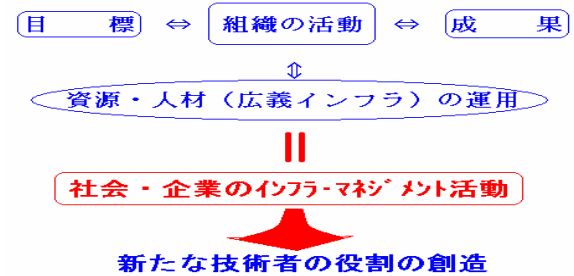 目　標 ⇔ 組織の活動 ⇔ 成　果
⇕
資源・人材（広義インフラ）の運用
||
社会・企業のｲﾝﾌﾗ-ﾏﾈｼﾞﾒﾝﾄ活動
新たな技術者の役割の創造